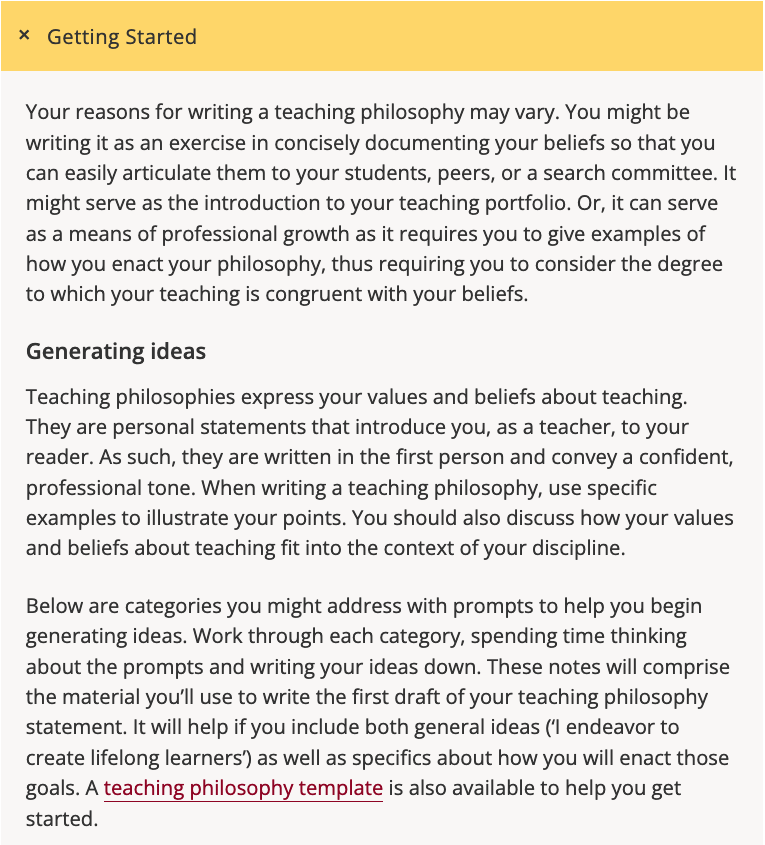 × Getting Started
Your reasons for writing a teaching philosophy may vary. You might be
writing it as an exercise in concisely documenting your beliefs so that you
can easily articulate them to your students, peers, or a search committee. It
might serve as the introduction to your teaching portfolio. Or, it can serve
as a means of professional growth as it requires you to give examples of
how you enact your philosophy, thus requiring you to consider the degree
to which your teaching is congruent with your beliefs.
Generating ideas
Teaching philosophies express your values and beliefs about teaching.
They are personal statements that introduce you, as a teacher, to your
reader. As such, they are written in the first person and convey a confident,
professional tone. When writing a teaching philosophy, use specific
examples to illustrate your points. You should also discuss how your values
and beliefs about teaching fit into the context of your discipline.
Below are categories you might address with prompts to help you begin
generating ideas. Work through each category, spending time thinking
about the prompts and writing your ideas down. These notes will comprise
the material you’ll use to write the first draft of your teaching philosophy
statement. It will help if you include both general ideas (‘I endeavor to
create lifelong learners’) as well as specifics about how you will enact those
goals. A teaching philosophy template is also available to help you get
started.